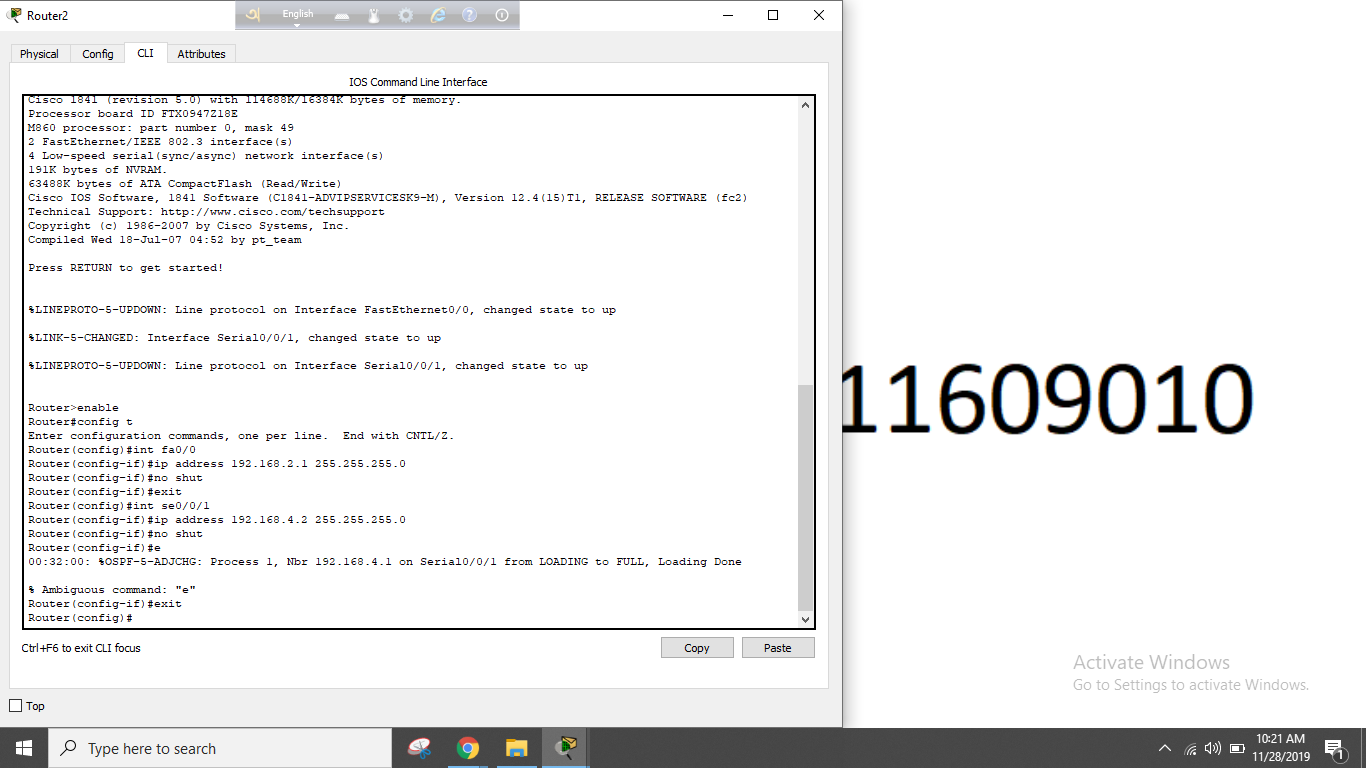 Router2
English
Physical
Config
CLI
Attributes
IOS Command Line Interface
Cisco 1841 (revision 5.0) with 114688K/16384K bytes of memory.
Processor board ID FTX0947Z18E
M860 processor: part number 0, mask 49
2 FastEthernet/IEEE 802.3 interface(s)
4 Low-speed serial(sync/async) network interface(s)
191K bytes of NVRAM.
63488K bytes of ATA CompactFlash (Read/Write)
Cisco IOS Software, 1841 Software (C1841-ADVIPSERVICESK9-M), Version 12.4(15)T1, RELEASE SOFTWARE (fc2)
Technical Support: http://www.cisco.com/techsupport
Copyright (c) 1986-2007 by Cisco Systems, Inc.
Compiled Wed 18-Jul-07 04:52 by pt_team
Press RETURN to get started!
%LINEPROTO-5-UPDOWN: Line protocol on Interface FastEthernet0/0, changed state to up
%LINK-5-CHANGED: Interface Serial0/0/1, changed state to up
%LINEPROTO-5-UPDOWN: Line protocol on Interface Serial0/0/1, changed state to up
Router>enable
Router#config t
Enter configuration commands, one per line.  End with CNTL/Z.
Router(config)#int fa0/0
Router(config-if)#ip address 192.168.2.1 255.255.255.0
Router(config-if)#no shut
Router(config-if)#exit
Router(config)#int se0/0/1
Router(config-if)#ip address 192.168.4.2 255.255.255.0
Router(config-if)#no shut
Router(config-if)#e
00:32:00: %OSPF-5-ADJCHG: Process 1, Nbr 192.168.4.1 on Serial0/0/1 from LOADING to FULL, Loading Done
% Ambiguous command: "e"
Router(config-if)#exit
Router(config)#
Ctrl+F6 to exit CLI focus
Copy
Paste
Top
11609010
Activate Windows
Go to Settings to activate Windows.
Type here to search
10:21 AM
11/28/2019
1